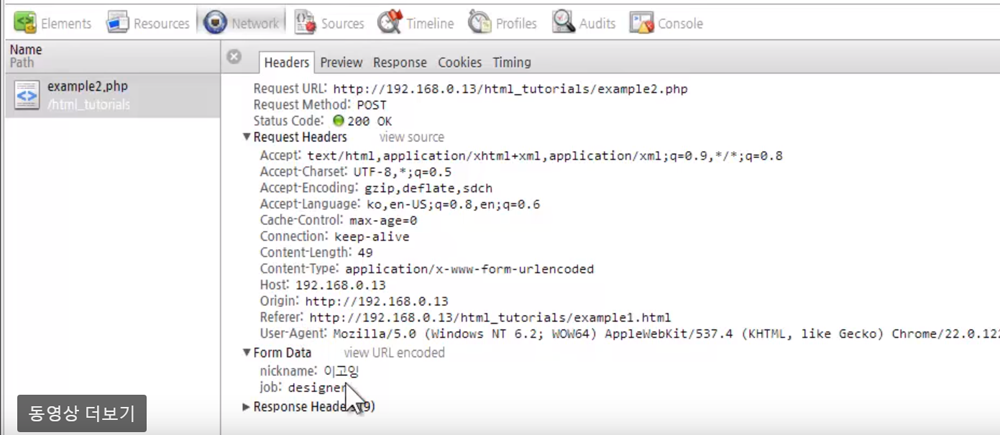 Elements Resources Network Sources Timeline Profiles Audits Console
Name
Path
example2.php
/html_tutorials
Headers Preview Response Cookies Timing
Request URL: http://192.168.0.13/html_tutorials/example2.php
Request Method: POST
Status Code: 200 OK
Request Headers view source
Accept: text/html,application/xhtml+xml,application/xml;q=0.9,*/*;q=0.8
Accept-Charset: UTF-8,*;q=0.5
Accept-Encoding: gzip,deflate,sdch
Accept-Language: ko,en-US;q=0.8,en;q=0.6
Cache-Control: max-age=0
Connection: keep-alive
Content-Length: 49
Content-Type: application/x-www-form-urlencoded
Host: 192.168.0.13
Origin: http://192.168.0.13
Referer: http://192.168.0.13/html_tutorials/example1.html
User-Agent: Mozilla/5.0 (Windows NT 6.2; WOW64) AppleWebKit/537.4 (KHTML, like Gecko) Chrome/22.0.122
Form Data view URL encoded
nickname: 이고잉
job: designer
Response Headers (9)
동영상 더보기